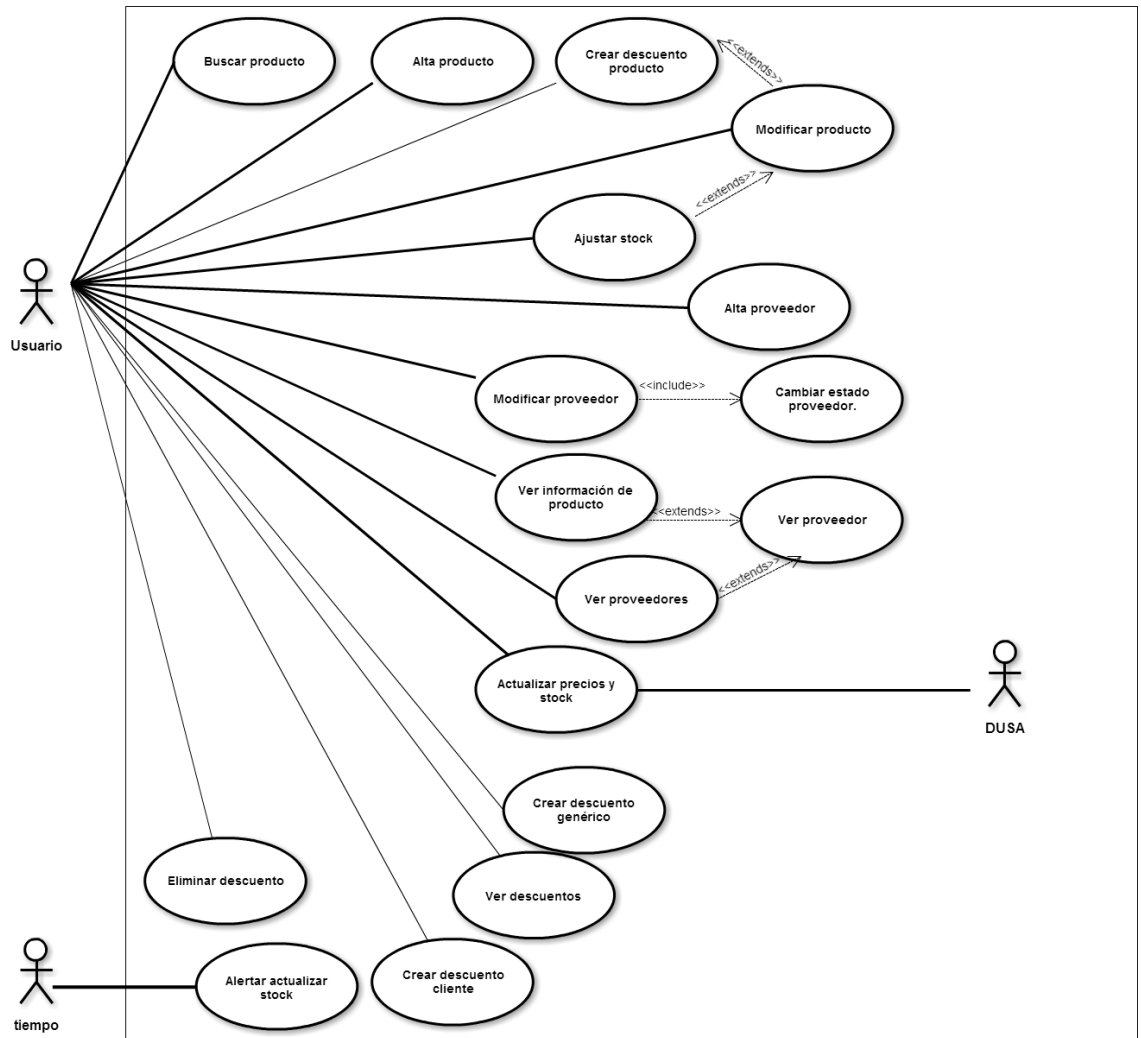 Buscar producto
Alta producto
Crear descuento
producto
<<extends>>
Modificar producto
<<extends>>
Ajustar stock
Usuario
Alta proveedor
Modificar proveedor
<<include>>
Cambiar estado
proveedor.
Ver información de
producto
<<extends>>
Ver proveedor
<<extends>>
Ver proveedores
Actualizar precios y
stock
DUSA
Crear descuento
genérico
Eliminar descuento
Ver descuentos
Alertar actualizar
stock
Crear descuento
cliente
tiempo